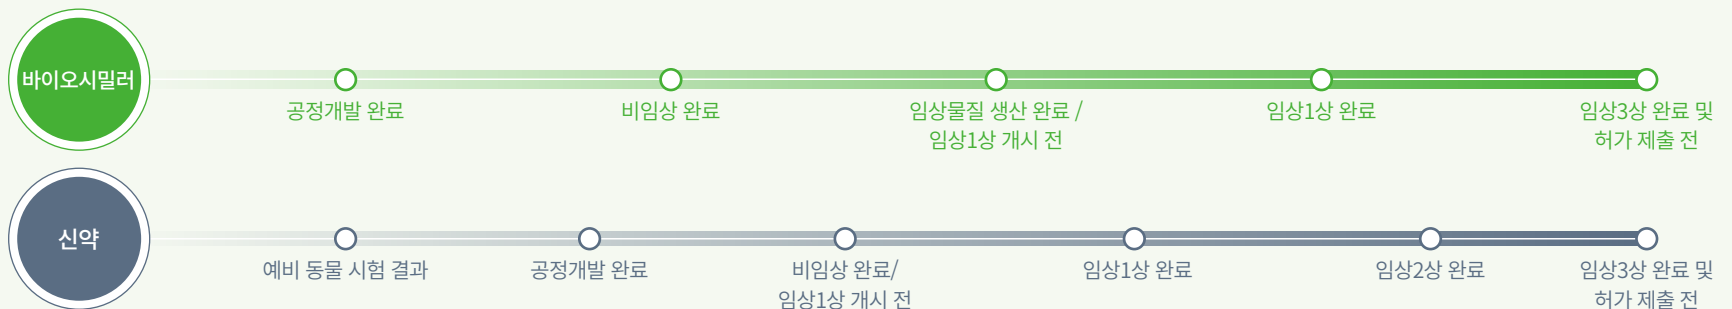 바이오시밀러
공정개발 완료
비임상 완료
임상물질 생산 완료 /
임상1상 개시 전
임상1상 완료
임상3상 완료 및
허가 제출 전
신약
예비 동물 시험 결과
공정개발 완료
비임상 완료/
임상1상 개시 전
임상1상 완료
임상2상 완료
임상3상 완료 및
허가 제출 전